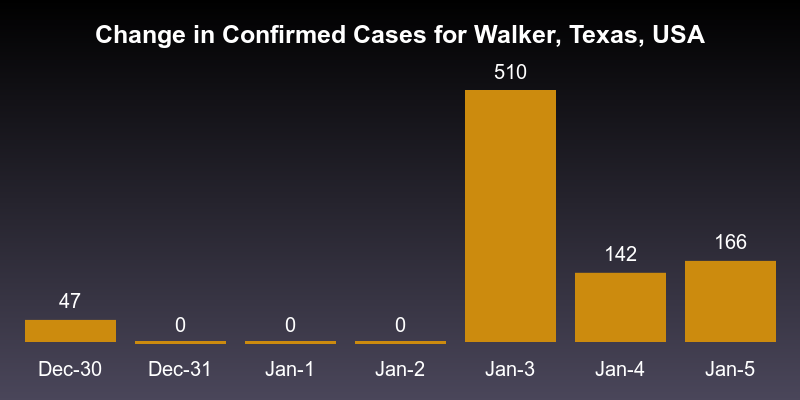 Change in Confirmed Cases for Walker, Texas, USA
510
166
142
47
0 0 0
Dec-30 Dec-31 Jan-1 Jan-2 Jan-3 Jan-4 Jan-5